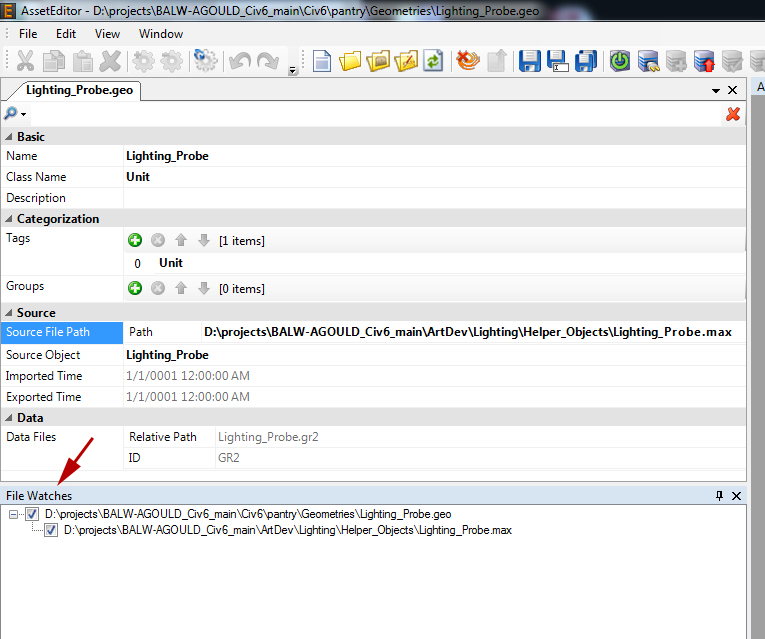 AssetEditor - D:\projects\BALW-AGOULD_Civ6_main\Civ6\pantry\Geometries\Lighting_Probe.geo
File Edit View Window
Lighting_Probe.geo
A
Basic
Name Lighting_Probe
Class Name Unit
Description
Categorization
Tags [1 items]
0 Unit
Groups [0 items]
Source
Source File Path Path D:\projects\BALW-AGOULD_Civ6_main\ArtDev\Lighting\Helper_Objects\Lighting_Probe.max
Source Object Lighting_Probe
Imported Time 1/1/0001 12:00:00 AM
Exported Time 1/1/0001 12:00:00 AM
Data
Data Files Relative Path Lighting_Probe.gr2
ID GR2
File Watches
D:\projects\BALW-AGOULD_Civ6_main\Civ6\pantry\Geometries\Lighting_Probe.geo
D:\projects\BALW-AGOULD_Civ6_main\ArtDev\Lighting\Helper_Objects\Lighting_Probe.max